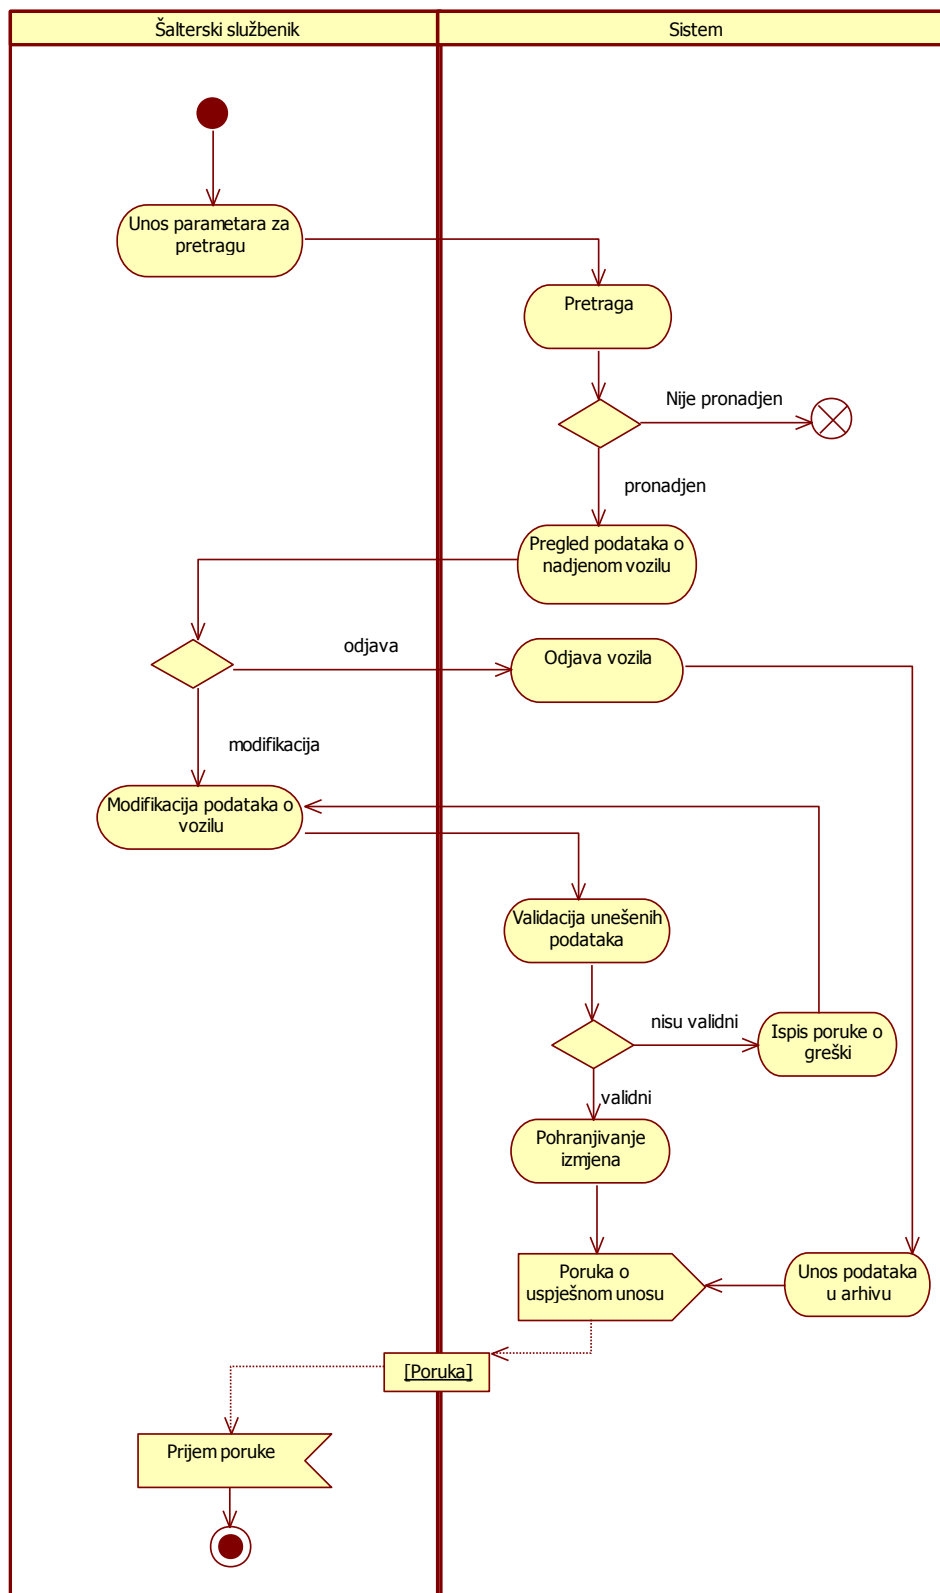 Šalterski službenik
Sistem
Unos parametara za
pretragu
Pretraga
Nije pronadjen
pronadjen
Pregled podataka o
nadjenom vozilu
odjava
Odjava vozila
modifikacija
Modifikacija podataka o
vozilu
Validacija unešenih
podataka
nisu validni
Ispis poruke o
greški
validni
Pohranjivanje
izmjena
Poruka o
uspješnom unosu
Unos podataka
u arhivu
[Poruka]
Prijem poruke